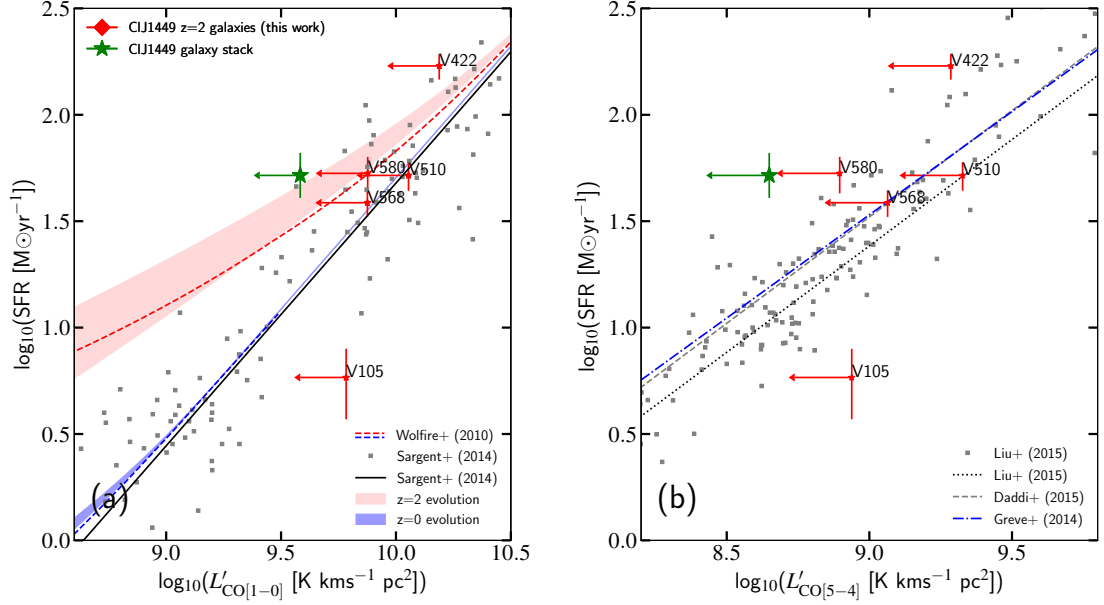 ClJ1449 z=2 galaxies (this work)
ClJ1449 galaxy stack
V422
V580
V510
V568
V105
Wolfire+ (2010)
Sargent+ (2014)
Sargent+ (2014)
z=2 evolution
z=0 evolution
(a)
2.5
2.0
1.5
1.0
0.5
0.0
9.0 9.5 10.0 10.5
log₁₀(SFR [M⊙yr⁻¹])
log₁₀(L′CO[1−0] [K kms⁻¹ pc²])
V422
V580
V510
V568
V105
Liu+ (2015)
Liu+ (2015)
Daddi+ (2015)
Greve+ (2014)
(b)
2.5
2.0
1.5
1.0
0.5
0.0
8.5 9.0 9.5
log₁₀(SFR [M⊙yr⁻¹])
log₁₀(L′CO[5−4] [K kms⁻¹ pc²])